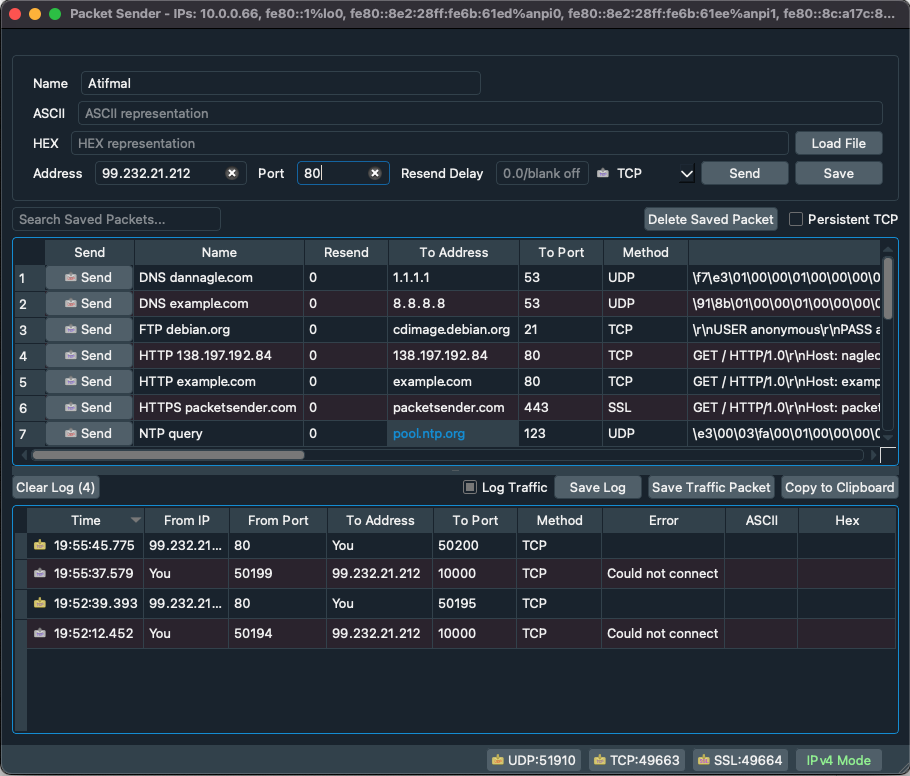 Packet Sender - IPs: 10.0.0.66, fe80::1%lo0, fe80::8e2:28ff:fe6b:61ed%anpi0, fe80::8e2:28ff:fe6b:61ee%anpi1, fe80::8c:a17c:8...
Name Atifmal
ASCII ASCII representation
HEX HEX representation Load File
Address 99.232.21.212 Port 80 Resend Delay 0.0/blank off TCP Send Save
Search Saved Packets... Delete Saved Packet Persistent TCP
Send Name Resend To Address To Port Method
1 Send DNS dannagle.com 0 1.1.1.1 53 UDP \f7\e3\01\00\00\01\00\00\00\0
2 Send DNS example.com 0 8.8.8.8 53 UDP \91\8b\01\00\00\01\00\00\00\0
3 Send FTP debian.org 0 cdimage.debian.org 21 TCP \r\nUSER anonymous\r\nPASS a
4 Send HTTP 138.197.192.84 0 138.197.192.84 80 TCP GET / HTTP/1.0\r\nHost: naglec
5 Send HTTP example.com 0 example.com 80 TCP GET / HTTP/1.0\r\nHost: examp
6 Send HTTPS packetsender.com 0 packetsender.com 443 SSL GET / HTTP/1.0\r\nHost: packet
7 Send NTP query 0 pool.ntp.org 123 UDP \e3\00\03\fa\00\01\00\00\00\0
Clear Log (4) Log Traffic Save Log Save Traffic Packet Copy to Clipboard
Time From IP From Port To Address To Port Method Error ASCII Hex
19:55:45.775 99.232.21... 80 You 50200 TCP
19:55:37.579 You 50199 99.232.21.212 10000 TCP Could not connect
19:52:39.393 99.232.21... 80 You 50195 TCP
19:52:12.452 You 50194 99.232.21.212 10000 TCP Could not connect
UDP:51910 TCP:49663 SSL:49664 IPv4 Mode